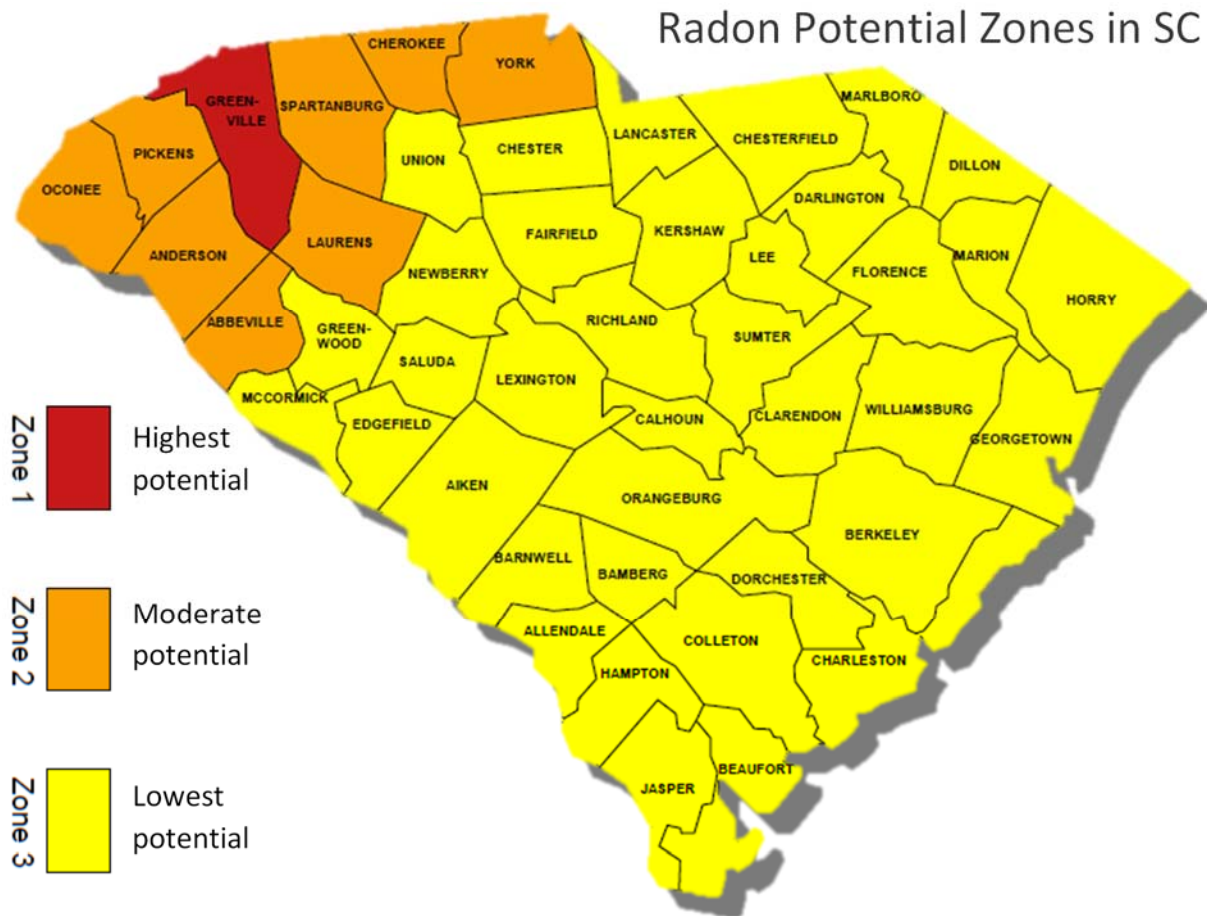 Radon Potential Zones in SC
CHEROKEE
YORK
GREEN-
VILLE
SPARTANBURG
MARLBORO
PICKENS
UNION
CHESTER
LANCASTER
CHESTERFIELD
DILLON
OCONEE
DARLINGTON
ANDERSON
LAURENS
FAIRFIELD
KERSHAW
LEE
MARION
NEWBERRY
FLORENCE
HORRY
ABBEVILLE
GREEN-
WOOD
RICHLAND
SUMTER
SALUDA
LEXINGTON
MCCORMICK
EDGEFIELD
CALHOUN
CLARENDON
WILLIAMSBURG
GEORGETOWN
AIKEN
ORANGEBURG
BERKELEY
BARNWELL
BAMBERG
DORCHESTER
ALLENDALE
COLLETON
CHARLESTON
HAMPTON
JASPER
BEAUFORT
Zone 1
Highest
potential
Zone 2
Moderate
potential
Zone 3
Lowest
potential